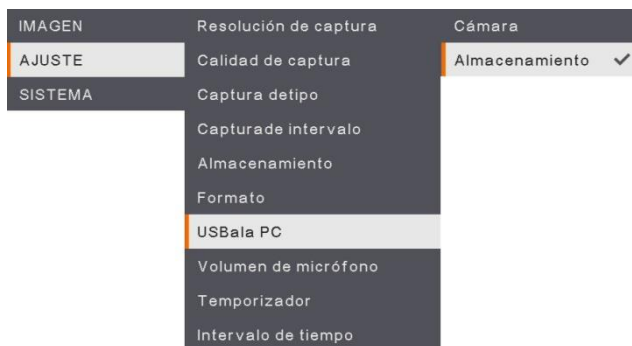 IMAGEN
AJUSTE
SISTEMA
Resolución de captura
Calidad de captura
Captura detipo
Capturade intervalo
Almacenamiento
Formato
USBala PC
Volumen de micrófono
Temporizador
Intervalo de tiempo
Cámara
Almacenamiento